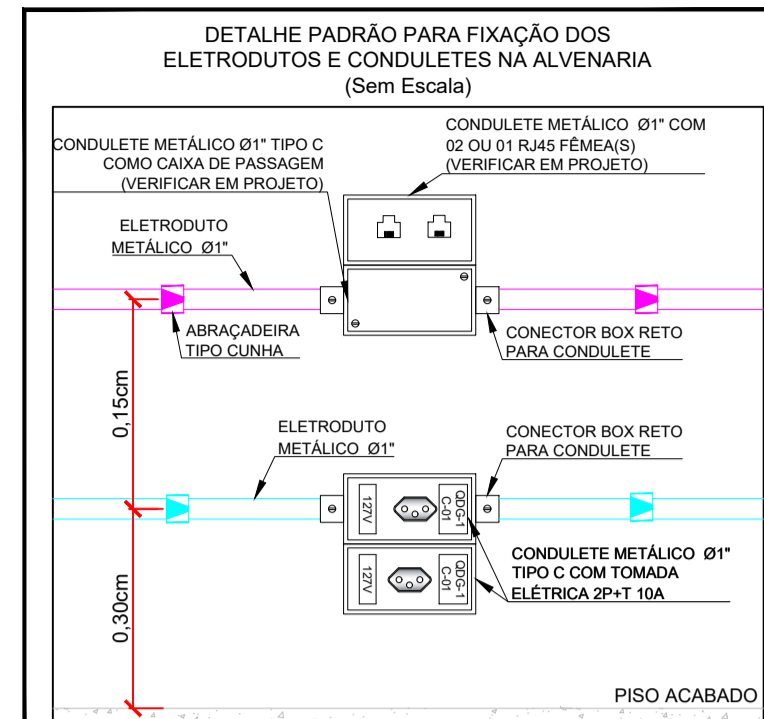 DETALHE PADRÃO PARA FIXAÇÃO DOS
ELETRODUTOS E CONDULETES NA ALVENARIA
(Sem Escala)
CONDULETE METÁLICO Ø1" TIPO C
COMO CAIXA DE PASSAGEM
(VERIFICAR EM PROJETO)
CONDULETE METÁLICO Ø1" COM
02 OU 01 RJ45 FÊMEA(S)
(VERIFICAR EM PROJETO)
ELETRODUTO
METÁLICO Ø1"
ABRAÇADEIRA
TIPO CUNHA
CONECTOR BOX RETO
PARA CONDULETE
0,15cm
ELETRODUTO
METÁLICO Ø1"
CONECTOR BOX RETO
PARA CONDULETE
127V
QDG-1
C-01
127V
QDG-1
C-01
CONDULETE METÁLICO Ø1"
TIPO C COM TOMADA
ELÉTRICA 2P+T 10A
0,30cm
PISO ACABADO